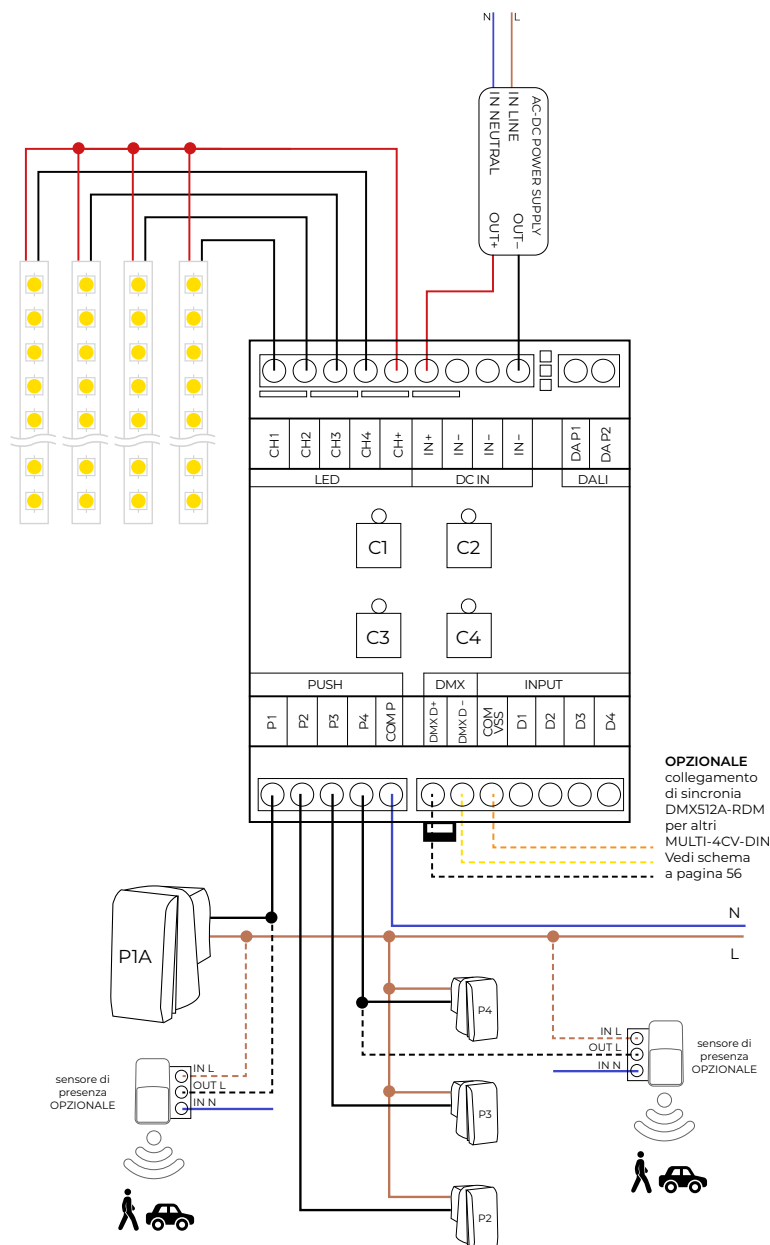 N
L
AC-DC POWER SUPPLY
IN LINE
IN NEUTRAL
OUT+
OUT–
CH1
CH2
CH3
CH4
CH+
IN+
IN–
IN–
IN–
DA P1
DA P2
LED
DC IN
DALI
C1
C2
C3
C4
PUSH
DMX
INPUT
P1
P2
P3
P4
COM P
DMX D+
DMX D –
COM
VSS
D1
D2
D3
D4
OPZIONALE
collegamento
di sincronia
DMX512A-RDM
per altri
MULTI-4CV-DIN
Vedi schema
a pagina 56
N
L
P1A
P4
IN L
OUT L
IN N
sensore di
presenza
OPZIONALE
IN L
OUT L
IN N
sensore di
presenza
OPZIONALE
P3
P2